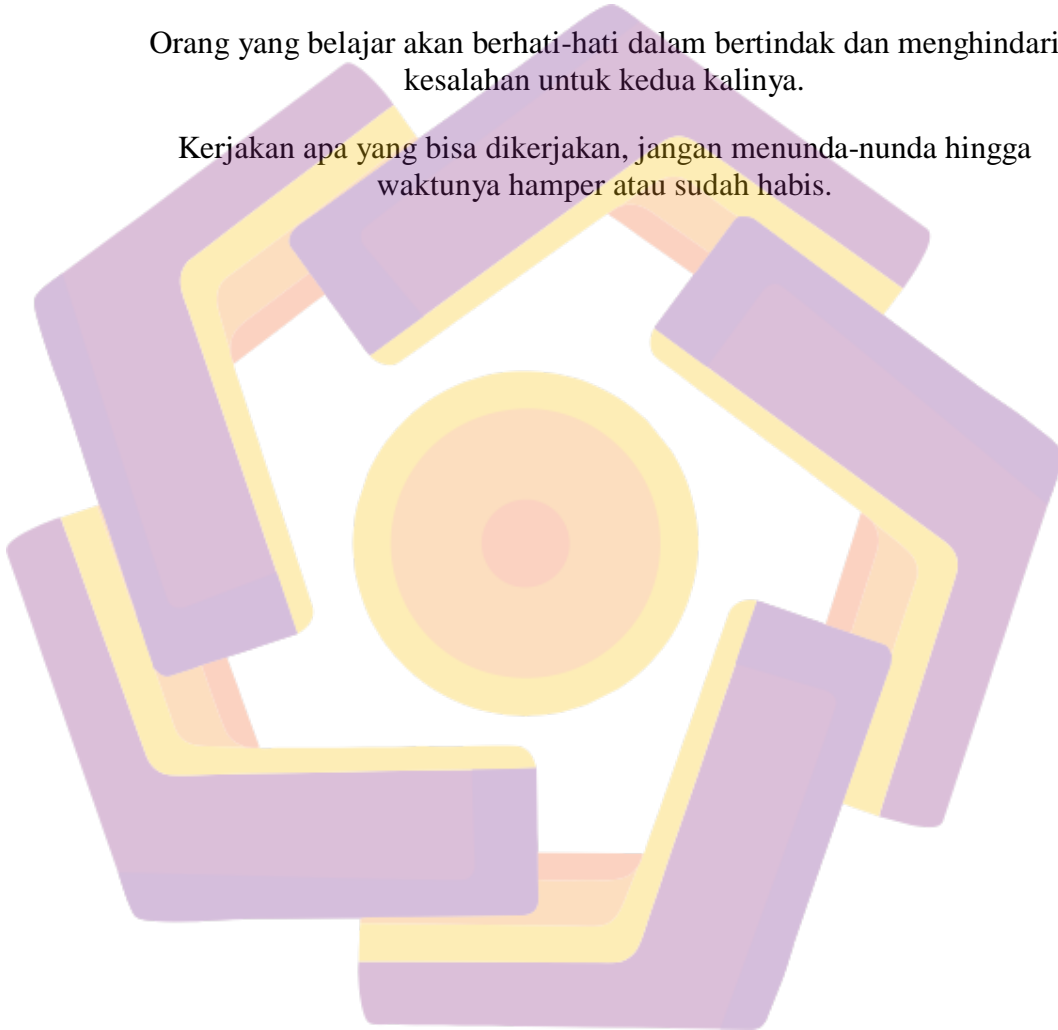 Orang yang belajar akan berhati-hati dalam bertindak dan menghindari
kesalahan untuk kedua kalinya.
Kerjakan apa yang bisa dikerjakan, jangan menunda-nunda hingga
waktunya hamper atau sudah habis.